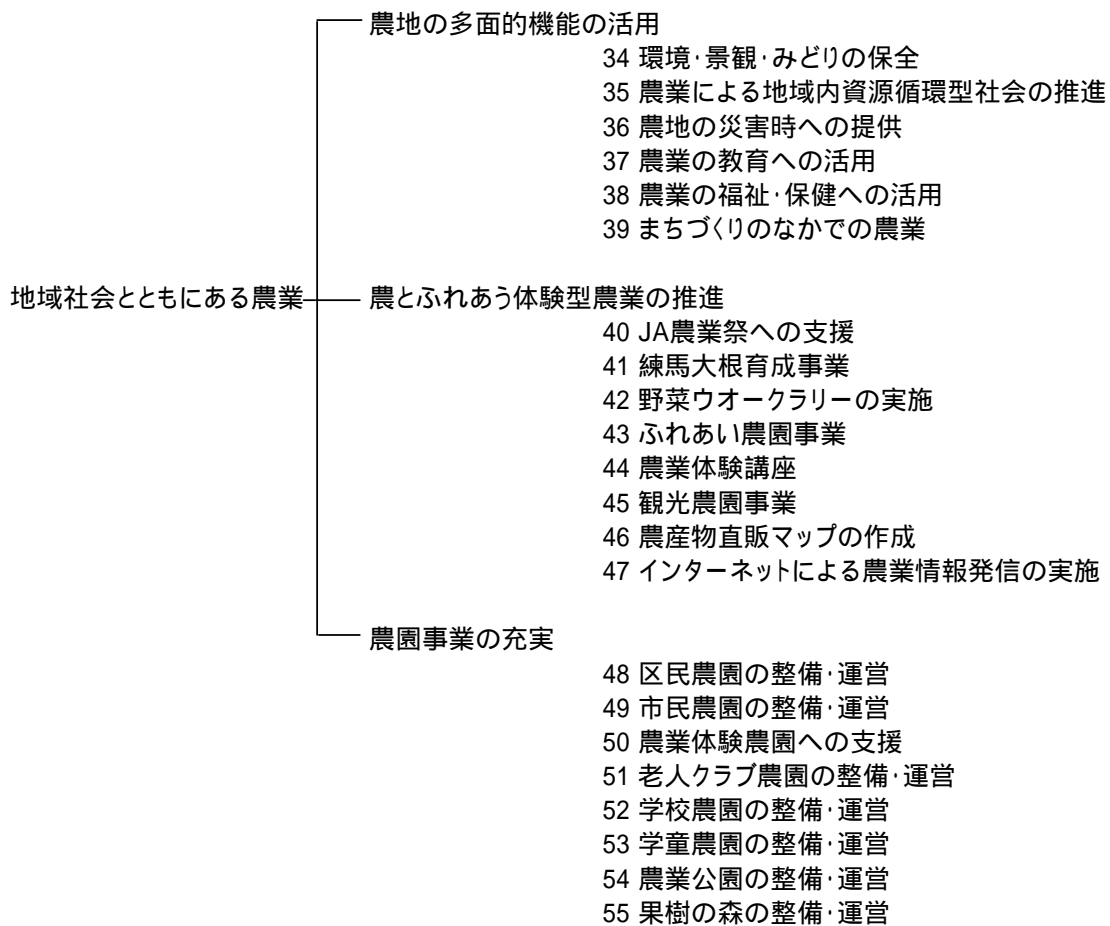 農地の多面的機能の活用
34 環境・景観・みどりの保全
35 農業による地域内資源循環型社会の推進
36 農地の災害時への提供
37 農業の教育への活用
38 農業の福祉・保健への活用
39 まちづくりのなかでの農業
地域社会とともにある農業
農とふれあう体験型農業の推進
40 JA農業祭への支援
41 練馬大根育成事業
42 野菜ウオークラリーの実施
43 ふれあい農園事業
44 農業体験講座
45 観光農園事業
46 農産物直販マップの作成
47 インターネットによる農業情報発信の実施
農園事業の充実
48 区民農園の整備・運営
49 市民農園の整備・運営
50 農業体験農園への支援
51 老人クラブ農園の整備・運営
52 学校農園の整備・運営
53 学童農園の整備・運営
54 農業公園の整備・運営
55 果樹の森の整備・運営